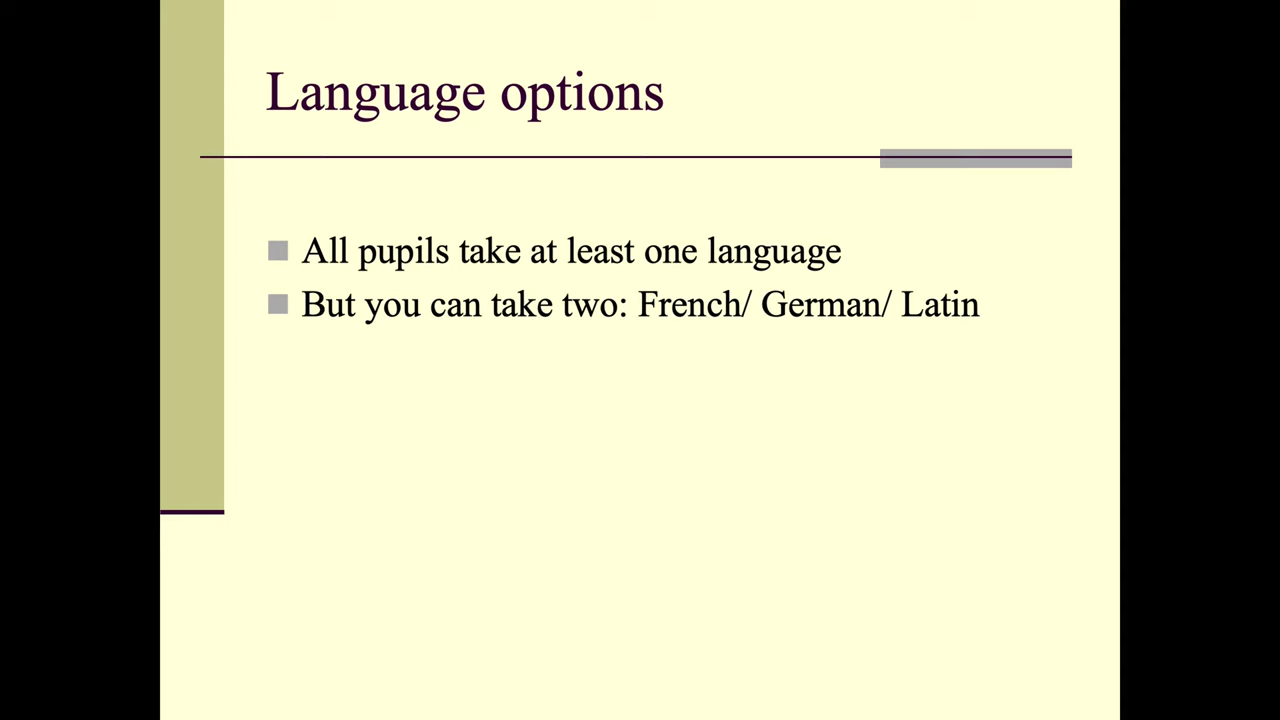 Language options
All pupils take at least one language
But you can take two: French/ German/ Latin